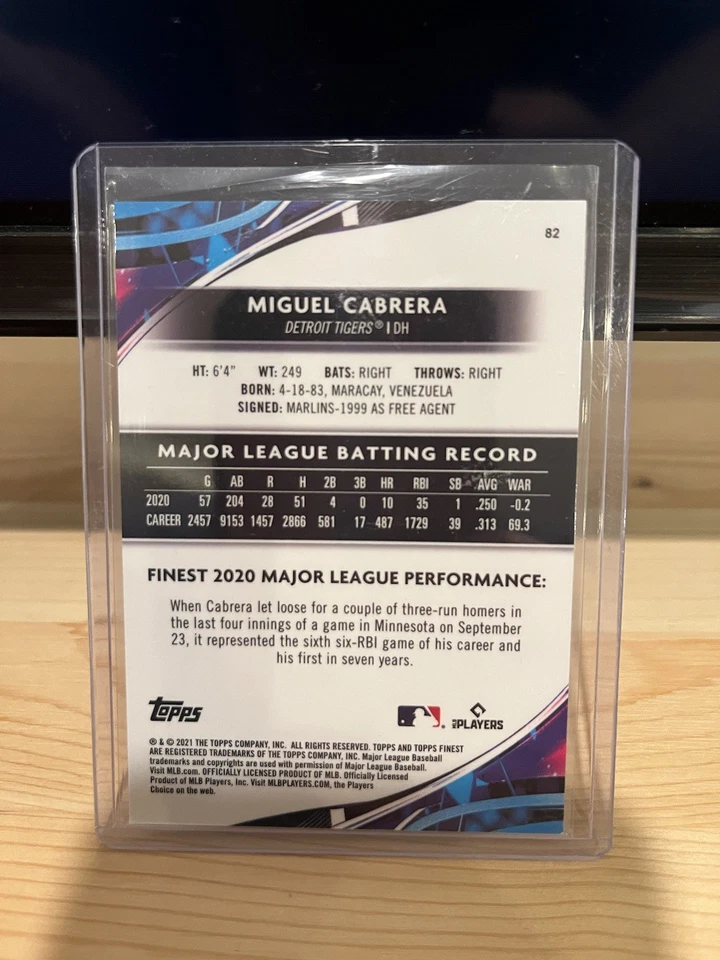 82
MIGUEL CABRERA
DETROIT TIGERS® | DH
HT: 6'4" WT: 249 BATS: RIGHT THROWS: RIGHT
BORN: 4-18-83, MARACAY, VENEZUELA
SIGNED: MARLINS-1999 AS FREE AGENT
MAJOR LEAGUE BATTING RECORD
G AB R H 2B 3B HR RBI SB AVG WAR
2020 57 204 28 51 4 0 10 35 1 .250 -0.2
CAREER 2457 9153 1457 2866 581 17 487 1729 39 .313 69.3
FINEST 2020 MAJOR LEAGUE PERFORMANCE:
When Cabrera let loose for a couple of three-run homers in
the last four innings of a game in Minnesota on September
23, it represented the sixth six-RBI game of his career and
his first in seven years.
Topps
MLB PLAYERS
® & © 2021 THE TOPPS COMPANY, INC. ALL RIGHTS RESERVED. TOPPS AND TOPPS FINEST
ARE REGISTERED TRADEMARKS OF THE TOPPS COMPANY, INC. Major League Baseball
trademarks and copyrights are used with permission of Major League Baseball.
Visit MLB.com. OFFICIALLY LICENSED PRODUCT OF MLB. Officially Licensed
Product of MLB Players, Inc. Visit MLBPLAYERS.COM, the Players
Choice on the web.